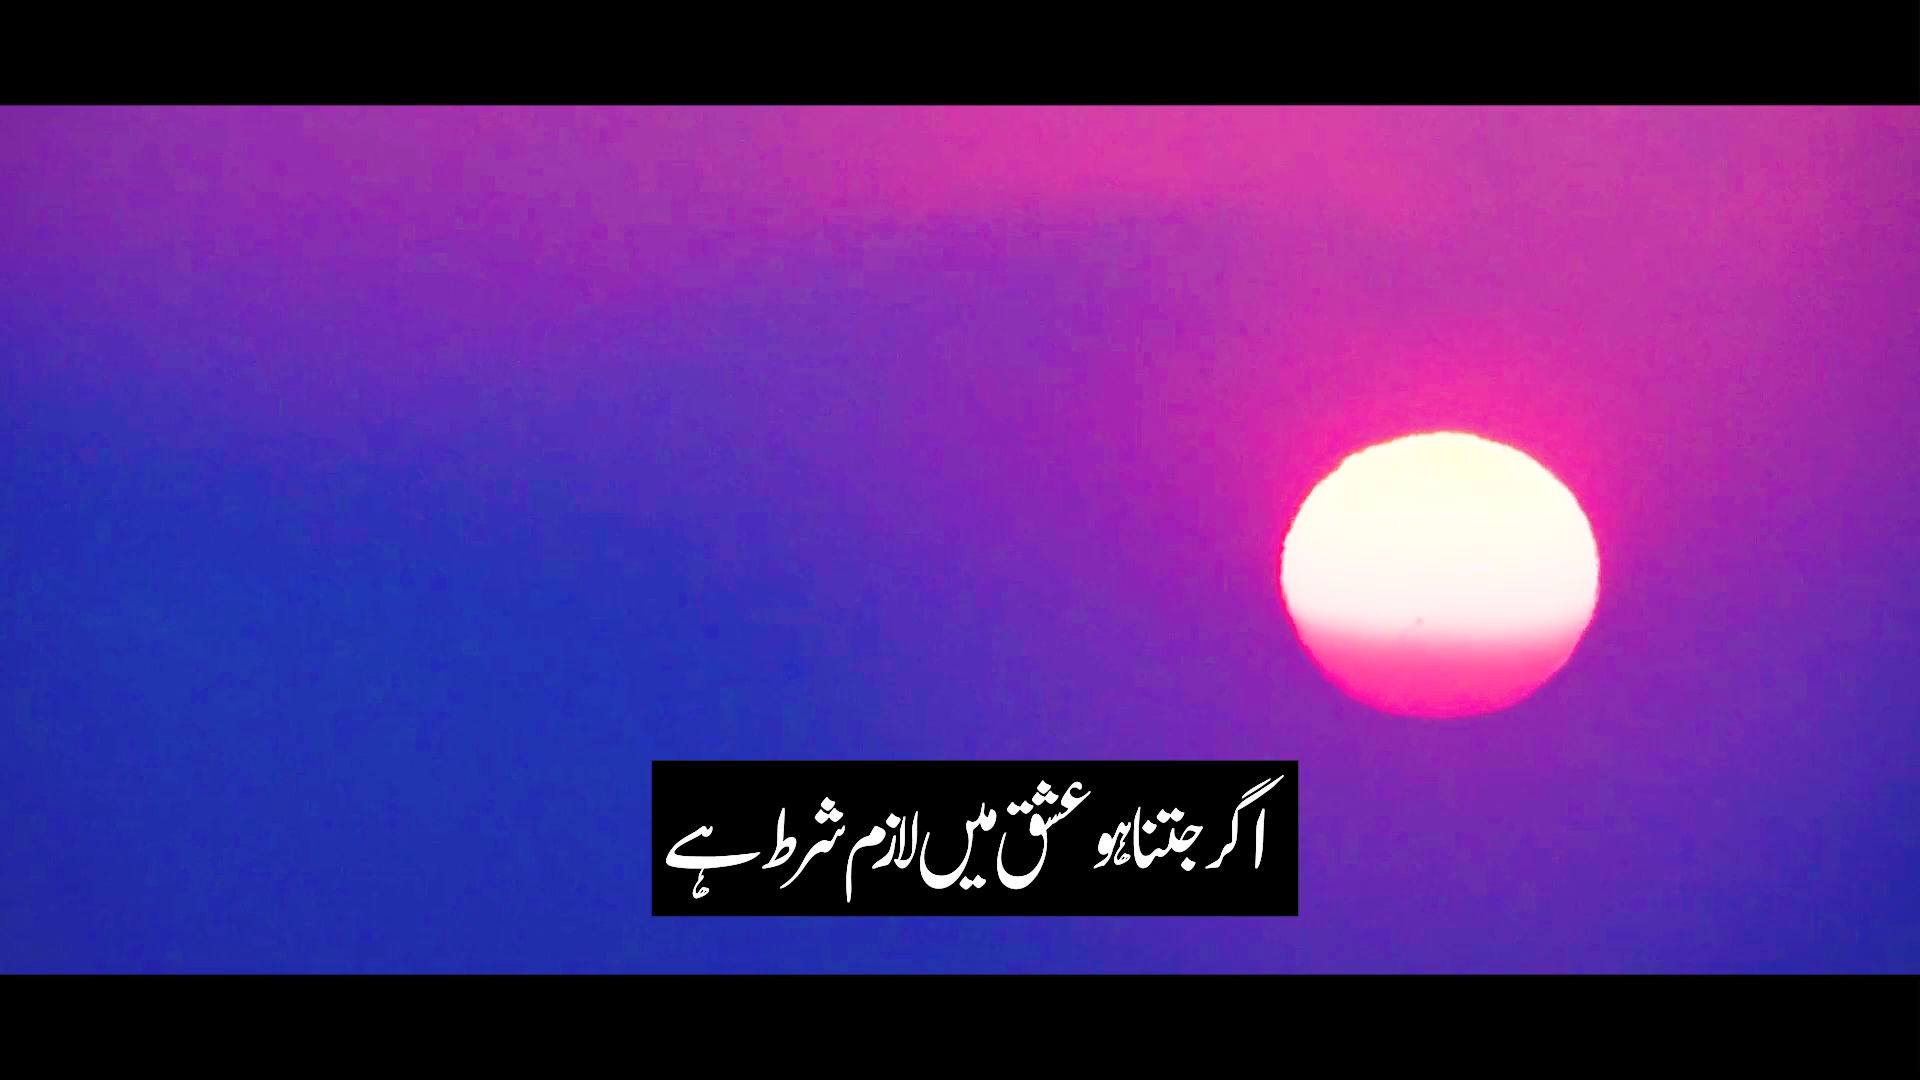 اگر جتنا ہو عشق میں لازم شرط ہے